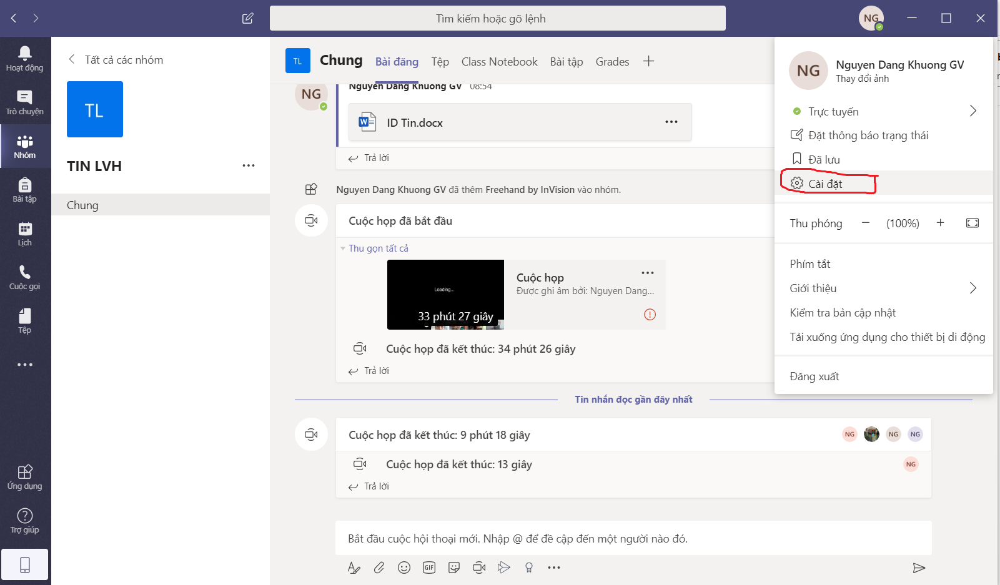 Tìm kiếm hoặc gõ lệnh
NG
Hoạt động
Trò chuyện
Nhóm
Bài tập
Lịch
Cuộc gọi
Tệp
Ứng dụng
Trợ giúp
Tất cả các nhóm
TL
TIN LVH
Chung
TL
Chung Bài đăng Tệp Class Notebook Bài tập Grades
NG
Nguyen Dang Khuong GV 08:54
ID Tin.docx
Trả lời
Nguyen Dang Khuong GV đã thêm Freehand by InVision vào nhóm.
Cuộc họp đã bắt đầu
Thu gọn tất cả
Loading...
33 phút 27 giây
Cuộc họp
Được ghi âm bởi: Nguyen Dang...
Cuộc họp đã kết thúc: 34 phút 26 giây
Trả lời
Tin nhắn đọc gần đây nhất
Cuộc họp đã kết thúc: 9 phút 18 giây
NG NG NG
Cuộc họp đã kết thúc: 13 giây
NG
Trả lời
Bắt đầu cuộc hội thoại mới. Nhập @ để đề cập đến một người nào đó.
GIF
NG
Nguyen Dang Khuong GV
Thay đổi ảnh
Trực tuyến
Đặt thông báo trạng thái
Đã lưu
Cài đặt
Thu phóng (100%)
Phím tắt
Giới thiệu
Kiểm tra bản cập nhật
Tải xuống ứng dụng cho thiết bị di động
Đăng xuất